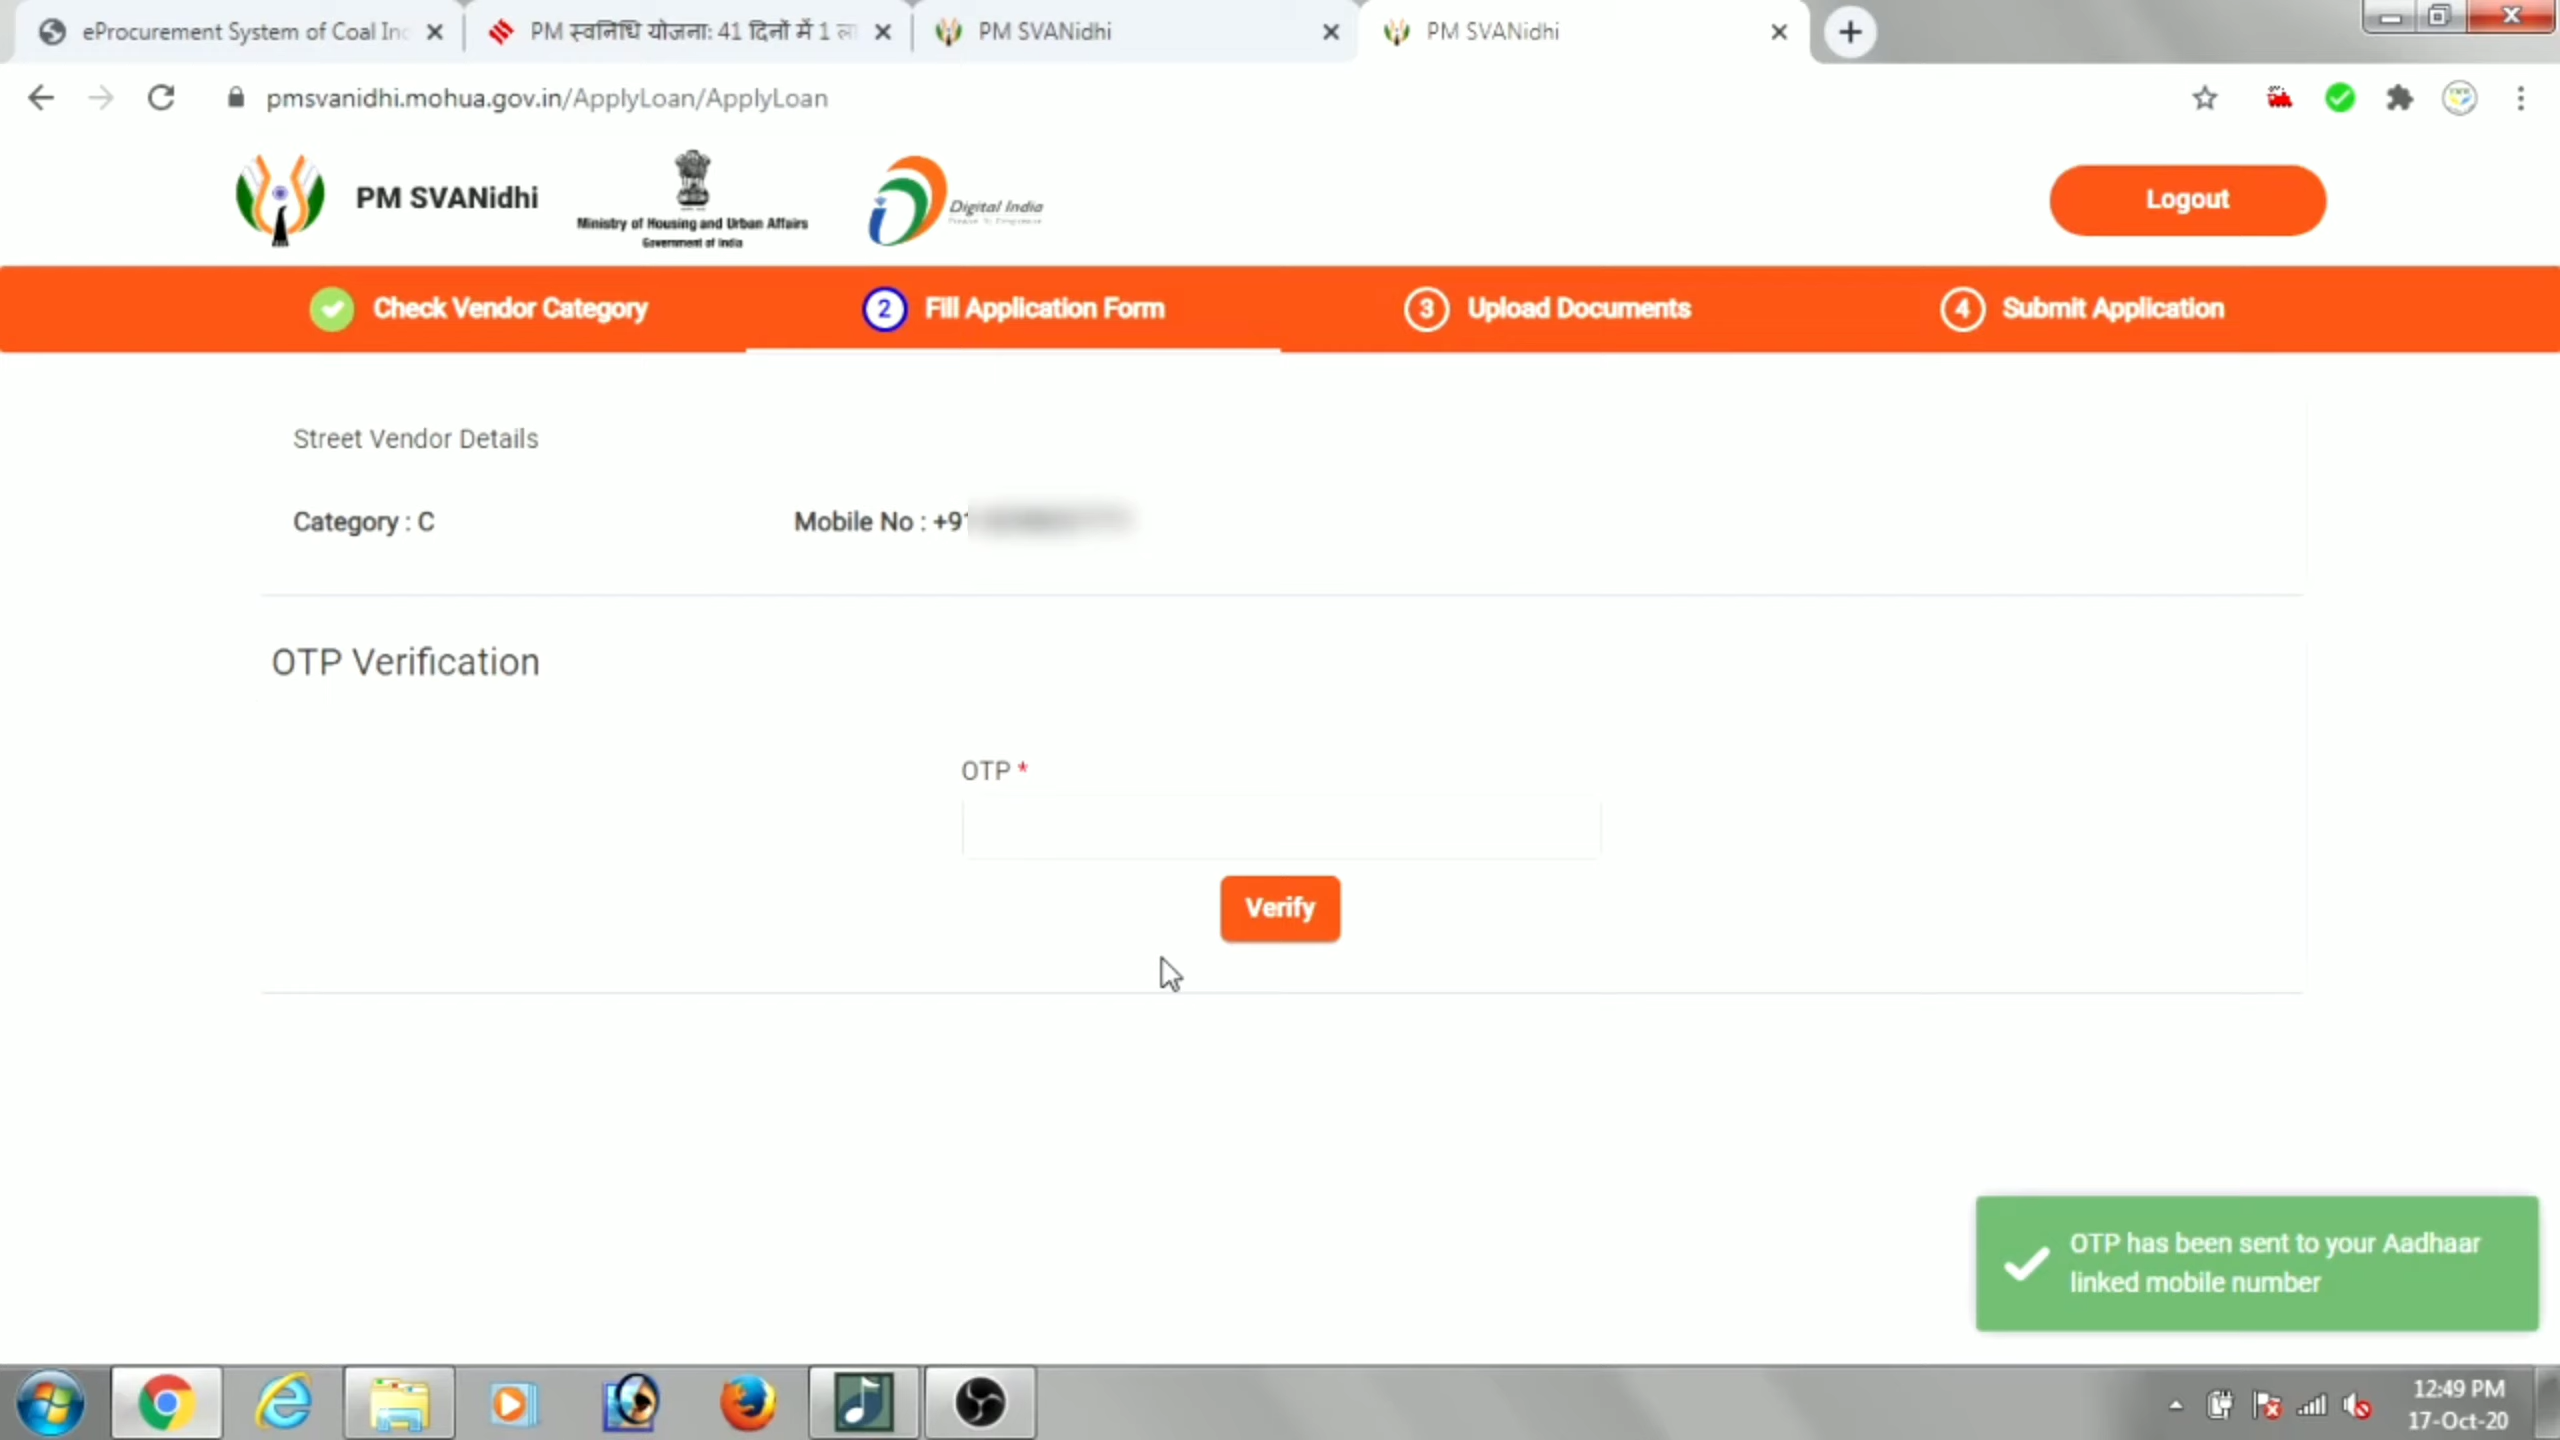 eProcurement System of Coal Inc
PM स्वनिधि योजना: 41 दिनों में 1 ला
PM SVANidhi
PM SVANidhi
pmsvanidhi.mohua.gov.in/ApplyLoan/ApplyLoan
PM SVANidhi
Ministry of Housing and Urban Affairs
Government of India
Digital India
Logout
Check Vendor Category
2 Fill Application Form
3 Upload Documents
4 Submit Application
Street Vendor Details
Category : C
Mobile No : +91
OTP Verification
OTP *
Verify
OTP has been sent to your Aadhaar
linked mobile number
12:49 PM
17-Oct-20